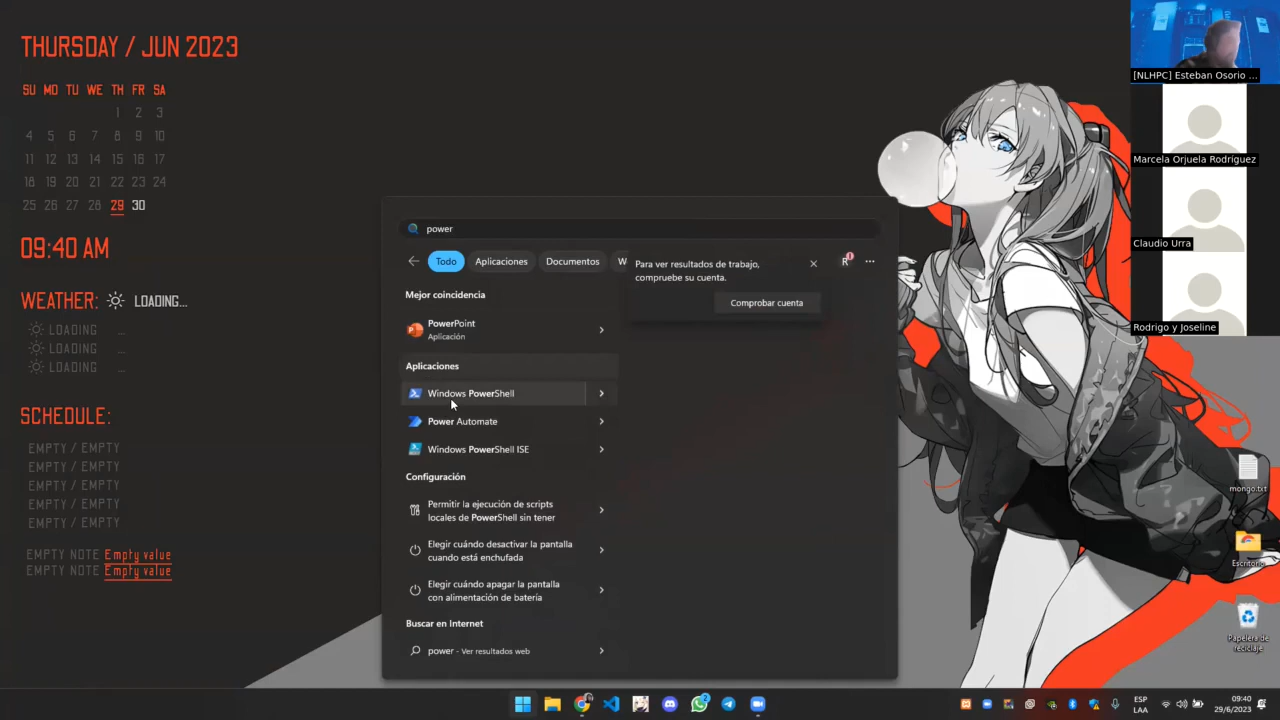 THURSDAY / JUN 2023
SU MO TU WE TH FR SA
1 2 3
4 5 6 7 8 9 10
11 12 13 14 15 16 17
18 19 20 21 22 23 24
25 26 27 28 29 30
09:40 AM
WEATHER: LOADING...
LOADING ...
LOADING ...
LOADING ...
SCHEDULE:
EMPTY / EMPTY
EMPTY / EMPTY
EMPTY / EMPTY
EMPTY / EMPTY
EMPTY / EMPTY
EMPTY NOTE Empty value
EMPTY NOTE Empty value
power
Todo Aplicaciones Documentos W
R
Para ver resultados de trabajo,
compruebe su cuenta.
Comprobar cuenta
Mejor coincidencia
PowerPoint
Aplicación
Aplicaciones
Windows PowerShell
Power Automate
Windows PowerShell ISE
Configuración
Permitir la ejecución de scripts
locales de PowerShell sin tener
Elegir cuándo desactivar la pantalla
cuando está enchufada
Elegir cuándo apagar la pantalla
con alimentación de batería
Buscar en Internet
power - Ver resultados web
[NLHPC] Esteban Osorio ...
Marcela Orjuela Rodríguez
Claudio Urra
Rodrigo y Joseline
mongo.txt
Escritorio
Papelera de
reciclaje
2
ESP
LAA
09:40
29/6/2023